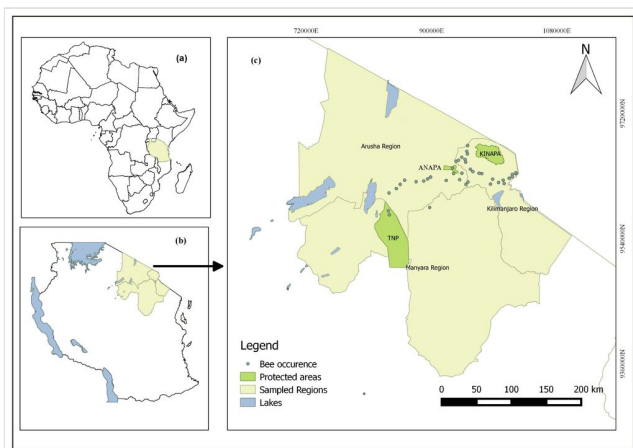 (a)
(b)
(c)
720000E 900000E 1080000E
N
9720000N
9540000N
9360000N
Arusha Region
KINAPA
ANAPA
Kilimanjaro Region
TNP
Manyara Region
Legend
Bee occurence
Protected areas
Sampled Regions
Lakes
0 50 100 150 200 km